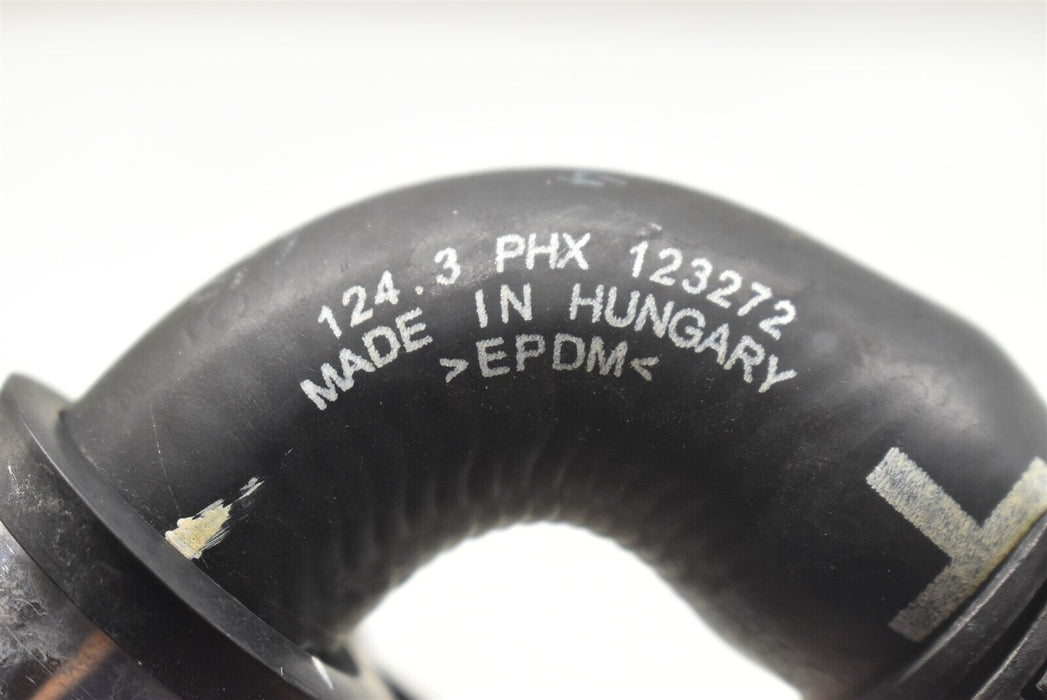 124.3 PHX 123272
MADE IN HUNGARY
>EPDM<